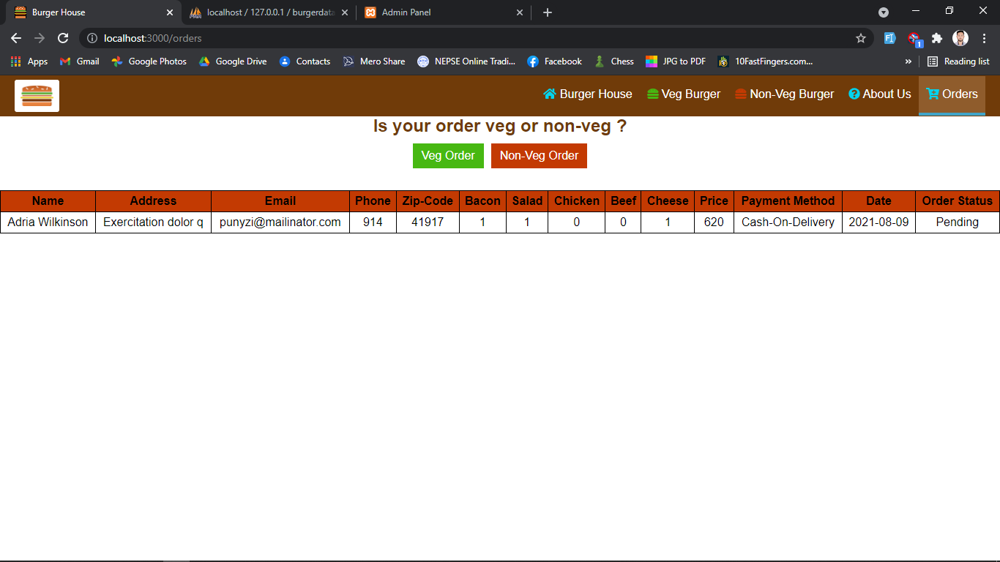 Burger House
localhost / 127.0.0.1 / burgerdata
Admin Panel
localhost:3000/orders
1
Apps Gmail Google Photos Google Drive Contacts Mero Share NEPSE Online Tradi... Facebook Chess JPG to PDF 10FastFingers.com... » Reading list
Burger House Veg Burger Non-Veg Burger About Us Orders
Is your order veg or non-veg ?
Veg Order Non-Veg Order
Name Address Email Phone Zip-Code Bacon Salad Chicken Beef Cheese Price Payment Method Date Order Status
Adria Wilkinson Exercitation dolor q punyzi@mailinator.com 914 41917 1 1 0 0 1 620 Cash-On-Delivery 2021-08-09 Pending